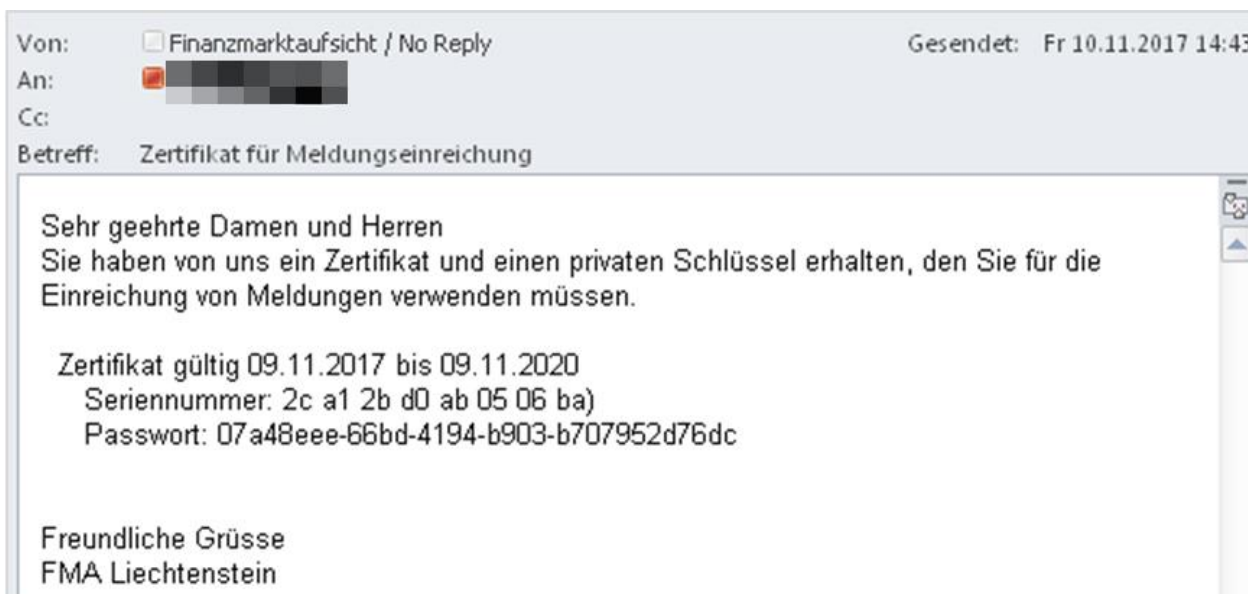 Von: Finanzmarktaufsicht / No Reply Gesendet: Fr 10.11.2017 14:43
An:
Cc:
Betreff: Zertifikat für Meldungseinreichung
Sehr geehrte Damen und Herren
Sie haben von uns ein Zertifikat und einen privaten Schlüssel erhalten, den Sie für die
Einreichung von Meldungen verwenden müssen.
Zertifikat gültig 09.11.2017 bis 09.11.2020
Seriennummer: 2c a1 2b d0 ab 05 06 ba)
Passwort: 07a48eee-66bd-4194-b903-b707952d76dc
Freundliche Grüsse
FMA Liechtenstein